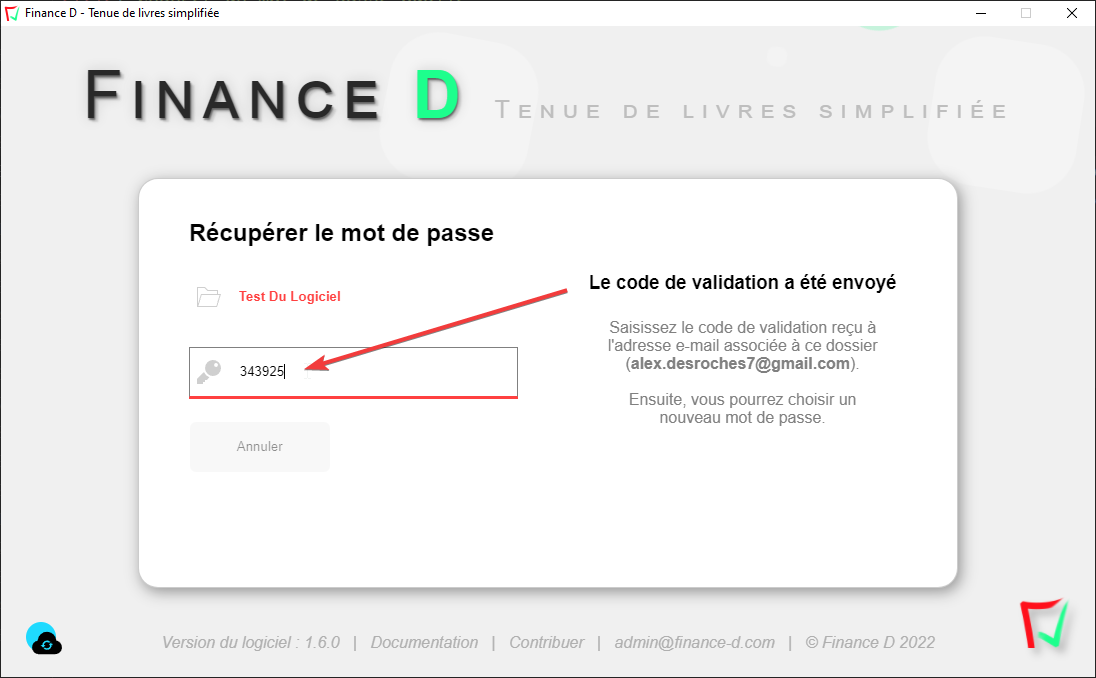 Finance D - Tenue de livres simplifiée
FINANCE D TENUE DE LIVRES SIMPLIFIÉE
Récupérer le mot de passe
Test Du Logiciel
343925
Annuler
Le code de validation a été envoyé
Saisissez le code de validation reçu à
l'adresse e-mail associée à ce dossier
(alex.desroches7@gmail.com).
Ensuite, vous pourrez choisir un
nouveau mot de passe.
Version du logiciel : 1.6.0 | Documentation | Contribuer | admin@finance-d.com | © Finance D 2022